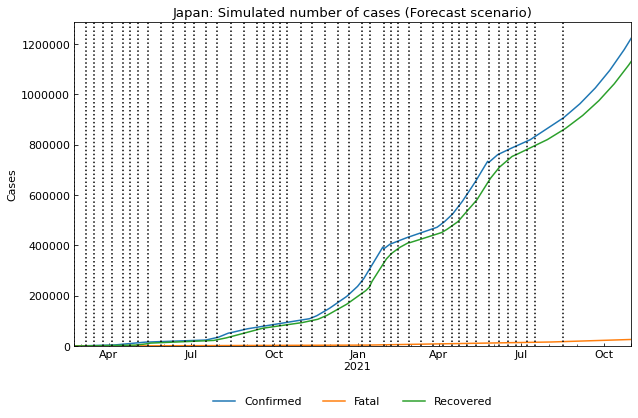 Japan: Simulated number of cases (Forecast scenario)
1200000
1000000
800000
600000
400000
200000
0
Cases
Apr Jul Oct Jan Apr Jul Oct
2021
Confirmed Fatal Recovered